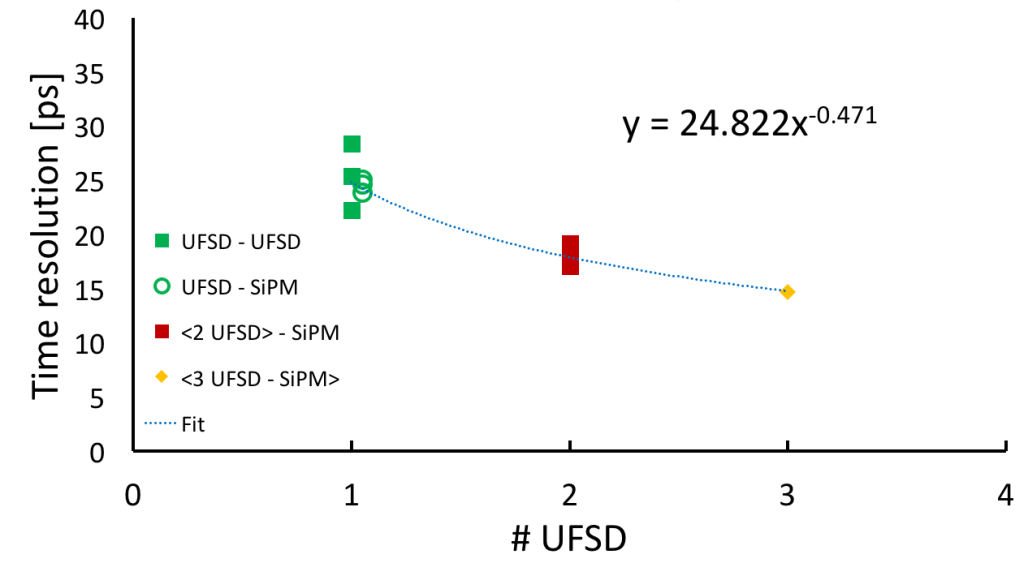 40
35
30
25
20
15
10
5
0
Time resolution [ps]
y = 24.822x^-0.471
UFSD - UFSD
UFSD - SiPM
<2 UFSD> - SiPM
<3 UFSD - SiPM>
Fit
0 1 2 3 4
# UFSD